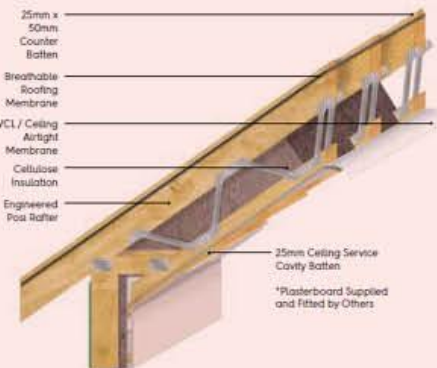 25mm x
50mm
Counter
Batten
Breathable
Roofing
Membrane
VCL / Ceiling
Airtight
Membrane
Cellulose
Insulation
Engineered
Posi Rafter
25mm Ceiling Service
Cavity Batten
*Plasterboard Supplied
and Fitted by Others